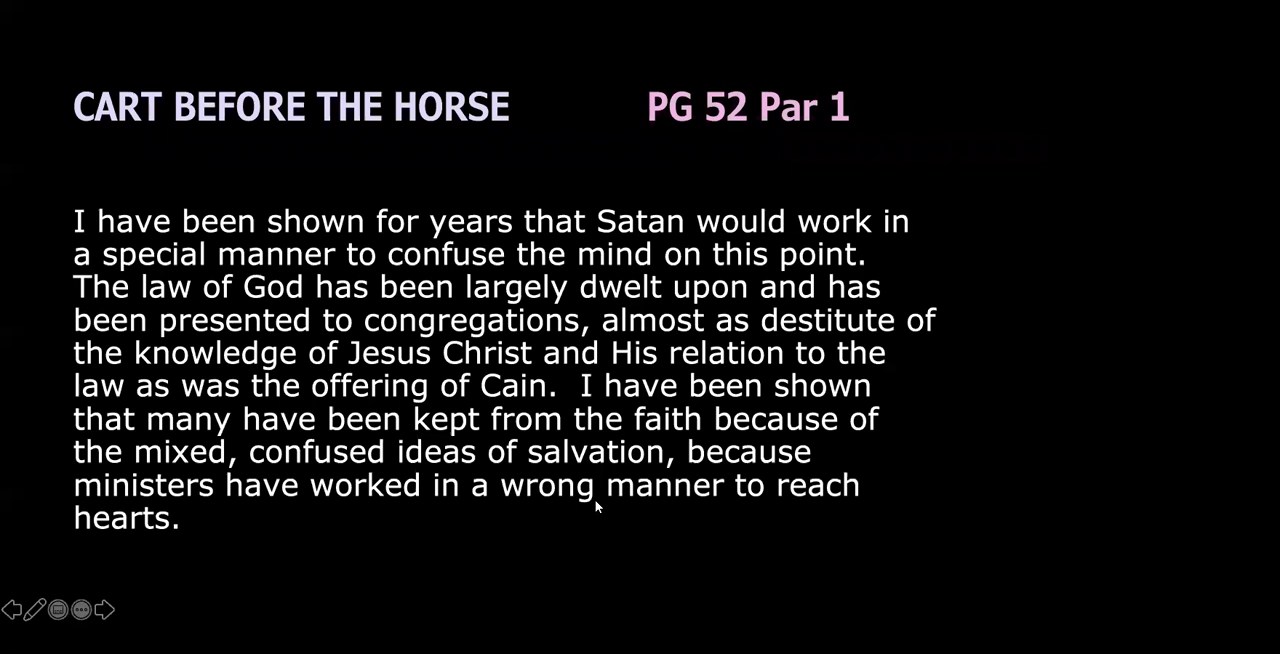 CART BEFORE THE HORSE PG 52 Par 1
I have been shown for years that Satan would work in
a special manner to confuse the mind on this point.
The law of God has been largely dwelt upon and has
been presented to congregations, almost as destitute of
the knowledge of Jesus Christ and His relation to the
law as was the offering of Cain.  I have been shown
that many have been kept from the faith because of
the mixed, confused ideas of salvation, because
ministers have worked in a wrong manner to reach
hearts.